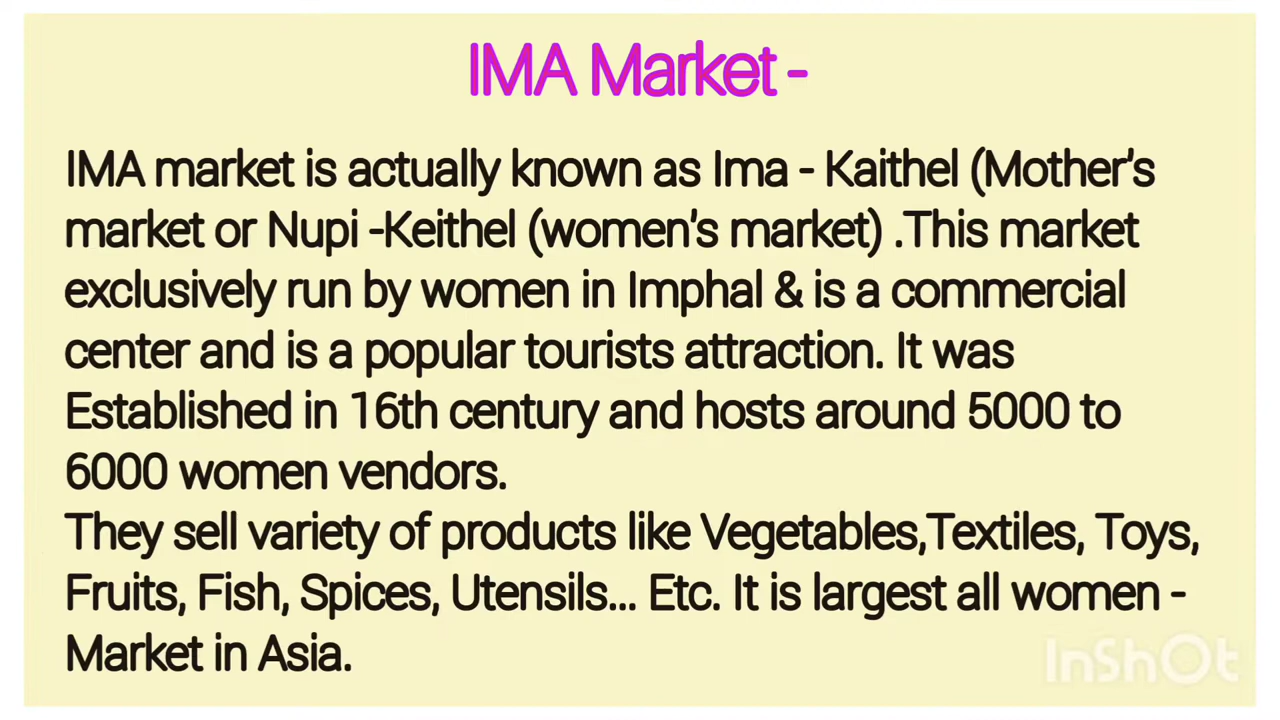 IMA Market -
IMA market is actually known as Ima - Kaithel (Mother's
market or Nupi -Keithel (women's market) .This market
exclusively run by women in Imphal & is a commercial
center and is a popular tourists attraction. It was
Established in 16th century and hosts around 5000 to
6000 women vendors.
They sell variety of products like Vegetables,Textiles, Toys,
Fruits, Fish, Spices, Utensils... Etc. It is largest all women -
Market in Asia.
InShOt